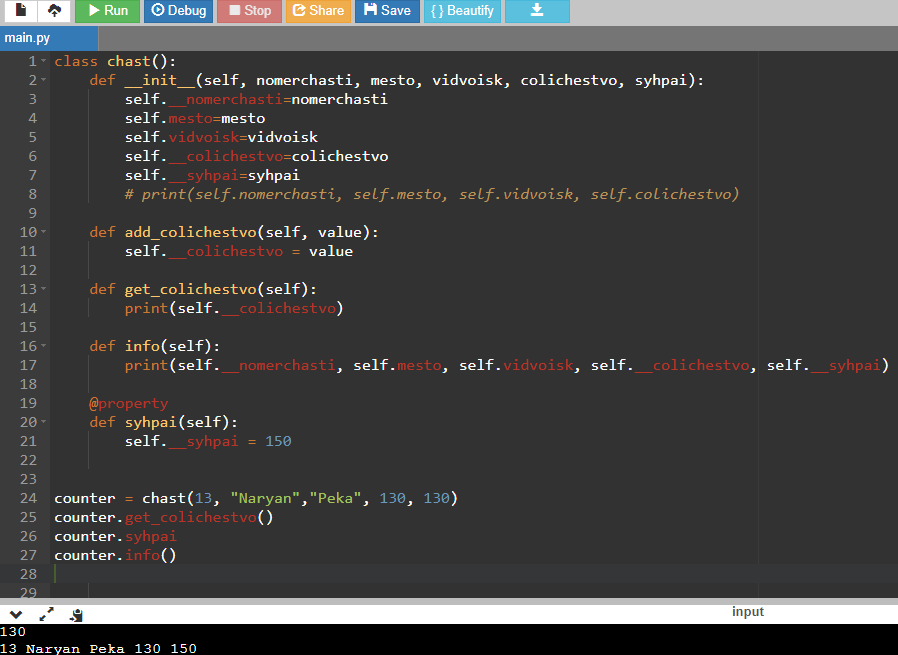 Run Debug Stop Share Save { } Beautify
main.py
1 class chast():
2     def __init__(self, nomerchasti, mesto, vidvoisk, colichestvo, syhpai):
3         self.__nomerchasti=nomerchasti
4         self.mesto=mesto
5         self.vidvoisk=vidvoisk
6         self.__colichestvo=colichestvo
7         self.__syhpai=syhpai
8         # print(self.nomerchasti, self.mesto, self.vidvoisk, self.colichestvo)
9
10     def add_colichestvo(self, value):
11         self.__colichestvo = value
12
13     def get_colichestvo(self):
14         print(self.__colichestvo)
15
16     def info(self):
17         print(self.__nomerchasti, self.mesto, self.vidvoisk, self.__colichestvo, self.__syhpai)
18
19     @property
20     def syhpai(self):
21         self.__syhpai = 150
22
23
24 counter = chast(13, "Naryan","Peka", 130, 130)
25 counter.get_colichestvo()
26 counter.syhpai
27 counter.info()
28
29
input
130
13 Naryan Peka 130 150